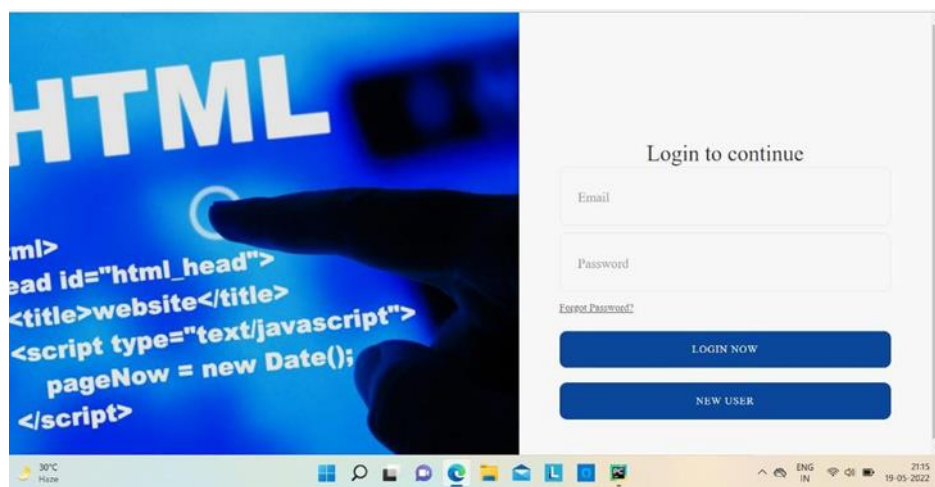 HTML
tml>
ead id="html_head">
<title>website</title>
<script type="text/javascript">
pageNow = new Date();
</script>
Login to continue
Email
Password
Forgot Password?
LOGIN NOW
NEW USER
30°C
Haze
L
ENG
IN
21:15
19-05-2022